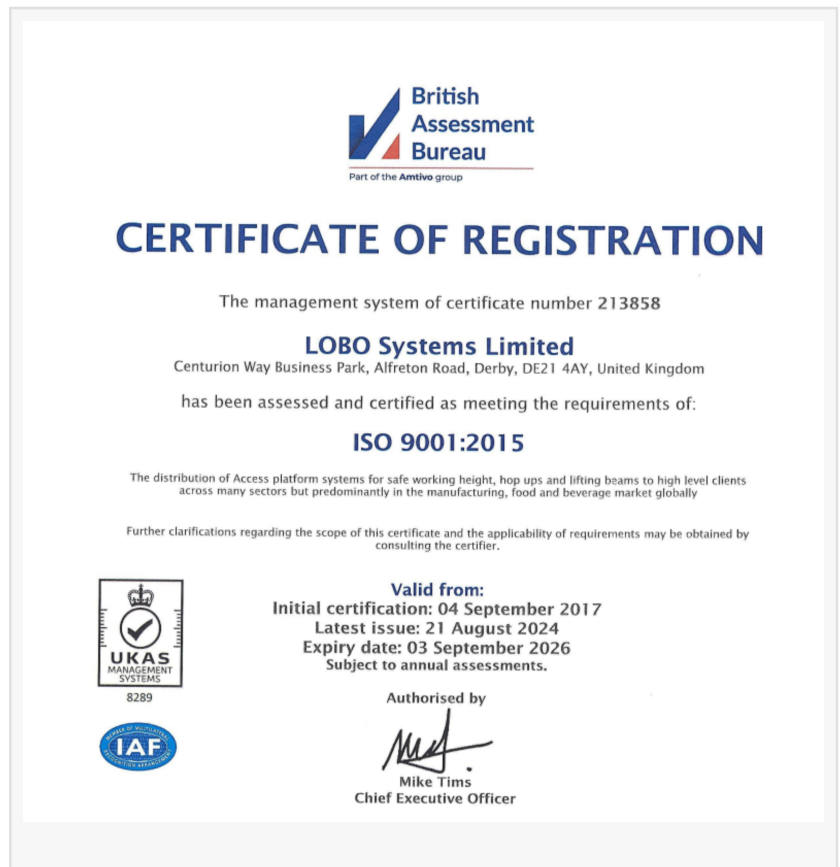 British
Assessment
Bureau
Part of the Amtivo group
CERTIFICATE OF REGISTRATION
The management system of certificate number 213858
LOBO Systems Limited
Centurion Way Business Park, Alfreton Road, Derby, DE21 4AY, United Kingdom
has been assessed and certified as meeting the requirements of:
ISO 9001:2015
The distribution of Access platform systems for safe working height, hop ups and lifting beams to high level clients
across many sectors but predominantly in the manufacturing, food and beverage market globally
Further clarifications regarding the scope of this certificate and the applicability of requirements may be obtained by
consulting the certifier.
Valid from:
Initial certification: 04 September 2017
Latest issue: 21 August 2024
Expiry date: 03 September 2026
Subject to annual assessments.
UKAS
MANAGEMENT
SYSTEMS
8289
MEMBER OF MULTILATERAL
IAF
RECOGNITION ARRANGEMENT
Authorised by
Mike Tims
Chief Executive Officer